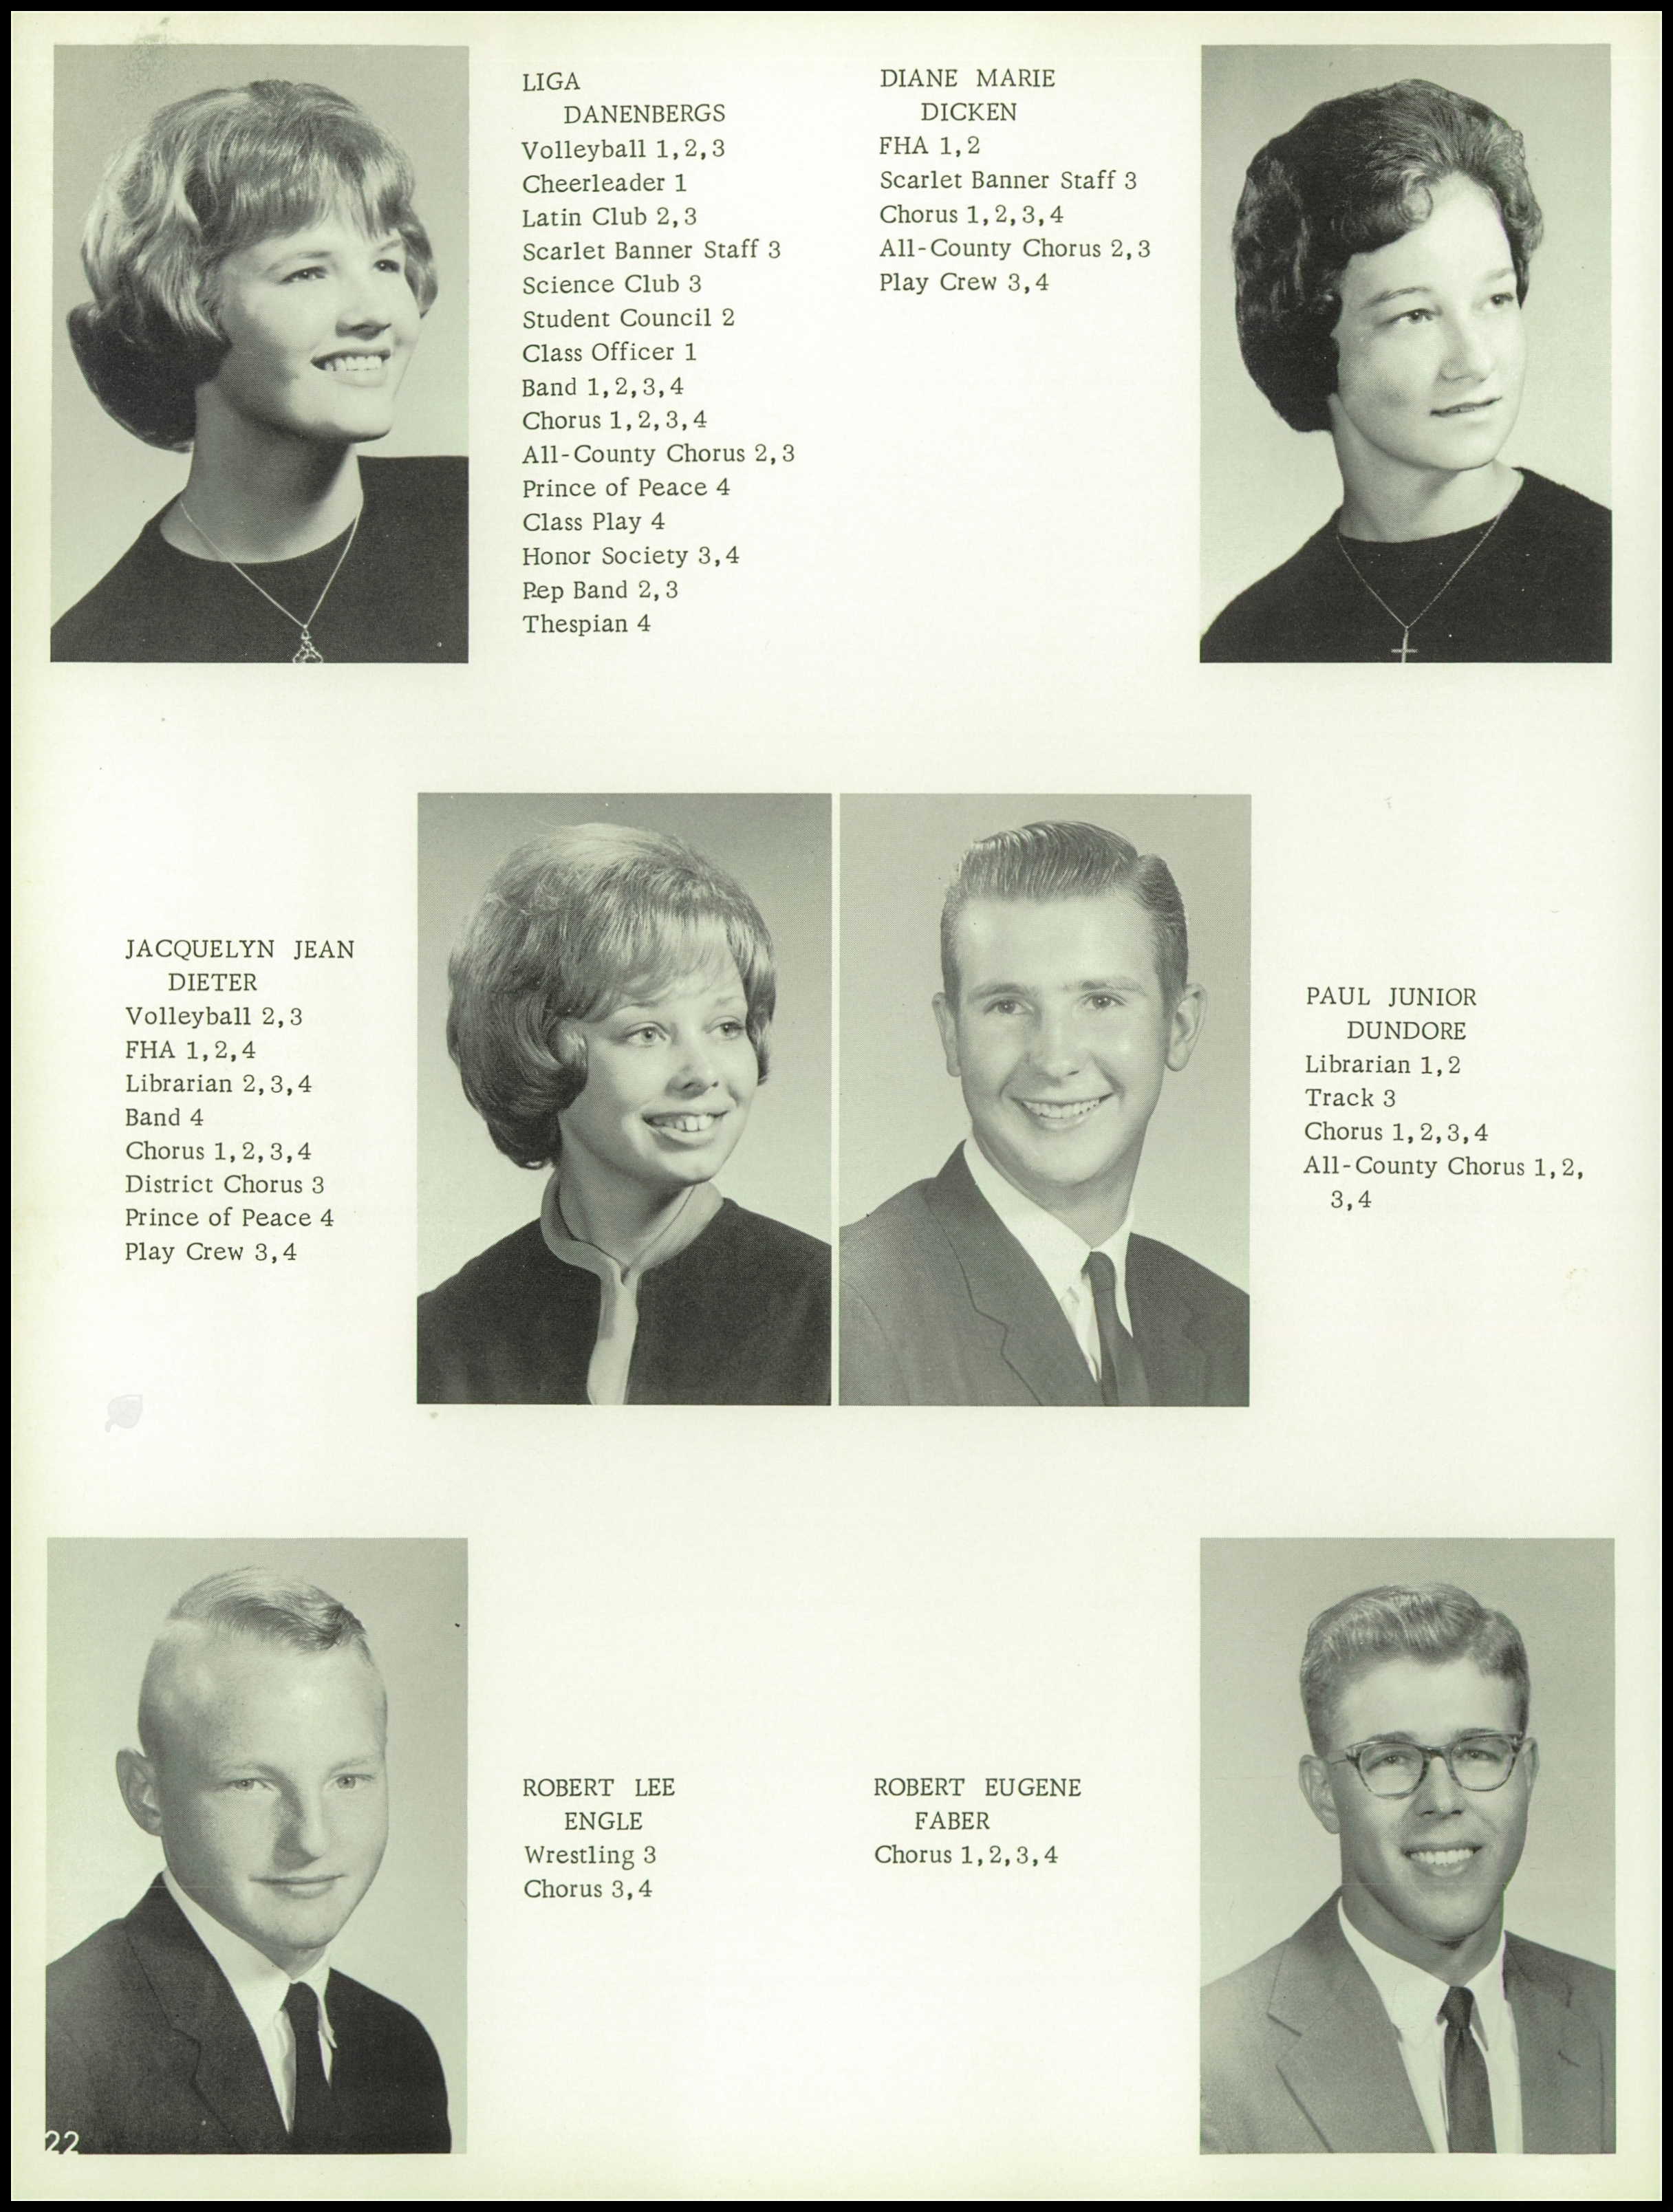 LIGA
DANENBERGS
Volleyball 1,2,3
Cheerleader 1
Latin Club 2,3
Scarlet Banner Staff 3
Science Club 3
Student Council 2
Class Officer 1
Band 1,2,3,4
Chorus 1,2,3,4
All-County Chorus 2,3
Prince of Peace 4
Class Play 4
Honor Society 3,4
Pep Band 2,3
Thespian 4
DIANE MARIE
DICKEN
FHA 1,2
Scarlet Banner Staff 3
Chorus 1,2,3,4
All-County Chorus 2,3
Play Crew 3,4
JACQUELYN JEAN
DIETER
Volleyball 2,3
FHA 1,2,4
Librarian 2,3,4
Band 4
Chorus 1,2,3,4
District Chorus 3
Prince of Peace 4
Play Crew 3,4
PAUL JUNIOR
DUNDORE
Librarian 1,2
Track 3
Chorus 1,2,3,4
All-County Chorus 1,2,
3,4
ROBERT LEE
ENGLE
Wrestling 3
Chorus 3,4
ROBERT EUGENE
FABER
Chorus 1,2,3,4
22